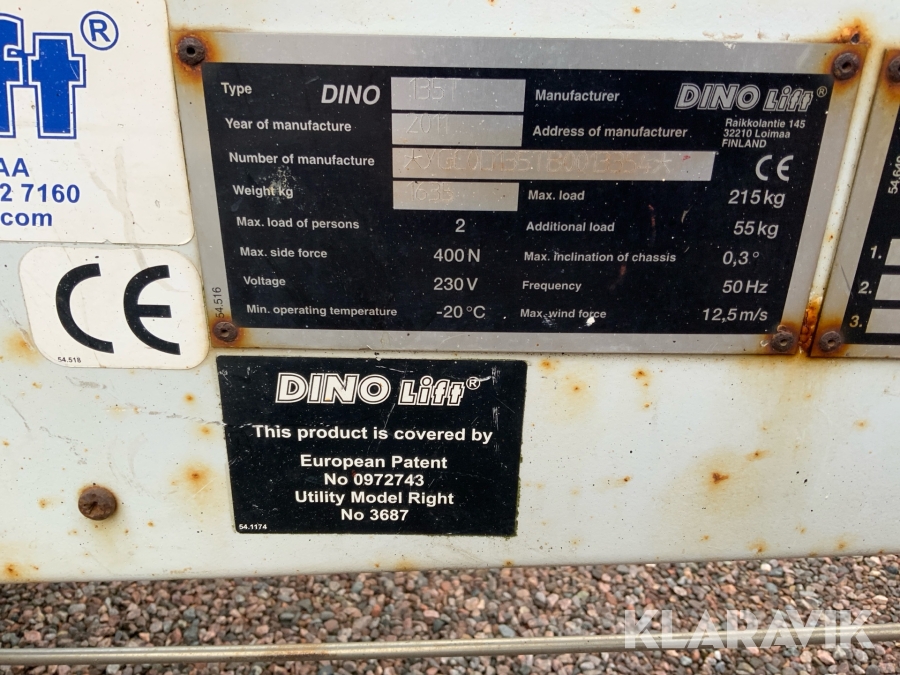 ft®
AA
2 7160
.com
CE
54.518
Type DINO 135T
Manufacturer DINO Lift®
Raikkolantie 145
32210 Loimaa
FINLAND
Year of manufacture 2011
Address of manufacturer
Number of manufacture
CE
Weight kg
Max. load 215 kg
Max. load of persons 2
Additional load 55 kg
Max. side force 400 N
Max. inclination of chassis 0,3°
Voltage 230 V
Frequency 50 Hz
Min. operating temperature -20 °C
Max. wind force 12,5 m/s
54.516
1.
2.
3.
DINO Lift®
This product is covered by
European Patent
No 0972743
Utility Model Right
No 3687
54.1174
KLARAVIK